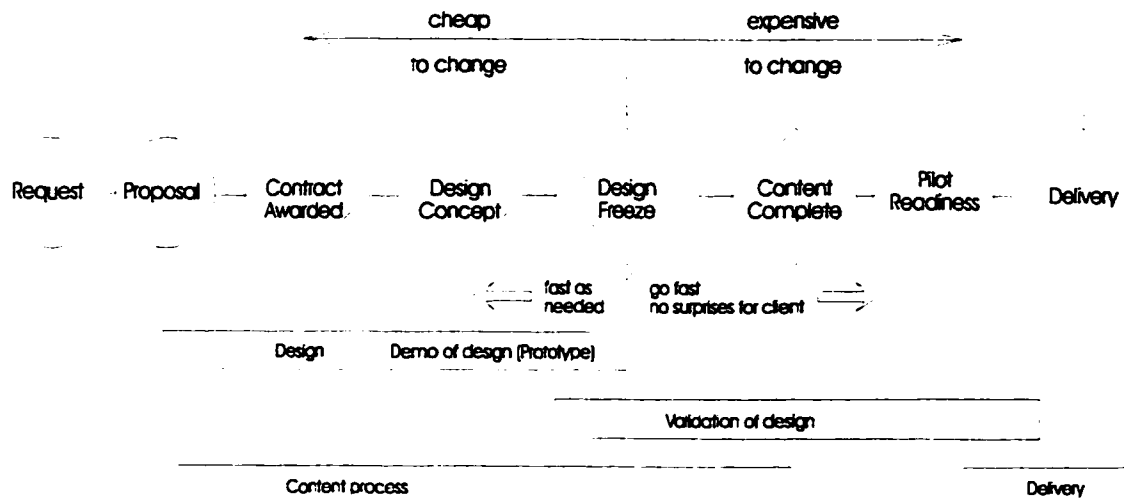 cheap expensive
to change to change
Request Proposal Contract Awarded Design Concept Design Freeze Content Complete Pilot Readiness Delivery
fast as needed
go fast
no surprises for client
Design Demo of design (Prototype)
Validation of design
Content process Delivery